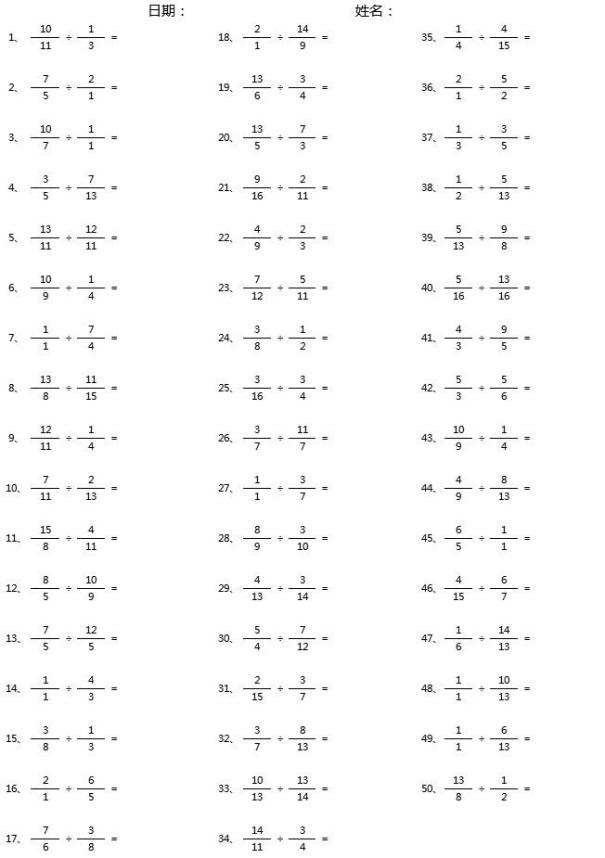 日期： 姓名：
1、 10/11 ÷ 1/3 =
2、 7/5 ÷ 2/1 =
3、 10/7 ÷ 1/1 =
4、 3/5 ÷ 7/13 =
5、 13/11 ÷ 12/11 =
6、 10/9 ÷ 1/4 =
7、 1/1 ÷ 7/4 =
8、 13/8 ÷ 11/15 =
9、 12/11 ÷ 1/4 =
10、 7/11 ÷ 2/13 =
11、 15/8 ÷ 4/11 =
12、 8/5 ÷ 10/9 =
13、 7/5 ÷ 12/5 =
14、 1/1 ÷ 4/3 =
15、 3/8 ÷ 1/3 =
16、 2/1 ÷ 6/5 =
17、 7/6 ÷ 3/8 =
18、 2/1 ÷ 14/9 =
19、 13/6 ÷ 3/4 =
20、 13/5 ÷ 7/3 =
21、 9/16 ÷ 2/11 =
22、 4/9 ÷ 2/3 =
23、 7/12 ÷ 5/11 =
24、 3/8 ÷ 1/2 =
25、 3/16 ÷ 3/4 =
26、 3/7 ÷ 11/7 =
27、 1/1 ÷ 3/7 =
28、 8/9 ÷ 3/10 =
29、 4/13 ÷ 3/14 =
30、 5/4 ÷ 7/12 =
31、 2/15 ÷ 3/7 =
32、 3/7 ÷ 8/13 =
33、 10/13 ÷ 13/14 =
34、 14/11 ÷ 3/4 =
35、 1/4 ÷ 4/15 =
36、 2/1 ÷ 5/2 =
37、 1/3 ÷ 3/5 =
38、 1/2 ÷ 5/13 =
39、 5/13 ÷ 9/8 =
40、 5/16 ÷ 13/16 =
41、 4/3 ÷ 9/5 =
42、 5/3 ÷ 5/6 =
43、 10/9 ÷ 1/4 =
44、 4/9 ÷ 8/13 =
45、 6/5 ÷ 1/1 =
46、 4/15 ÷ 6/7 =
47、 1/6 ÷ 14/13 =
48、 1/1 ÷ 10/13 =
49、 1/1 ÷ 6/13 =
50、 13/8 ÷ 1/2 =